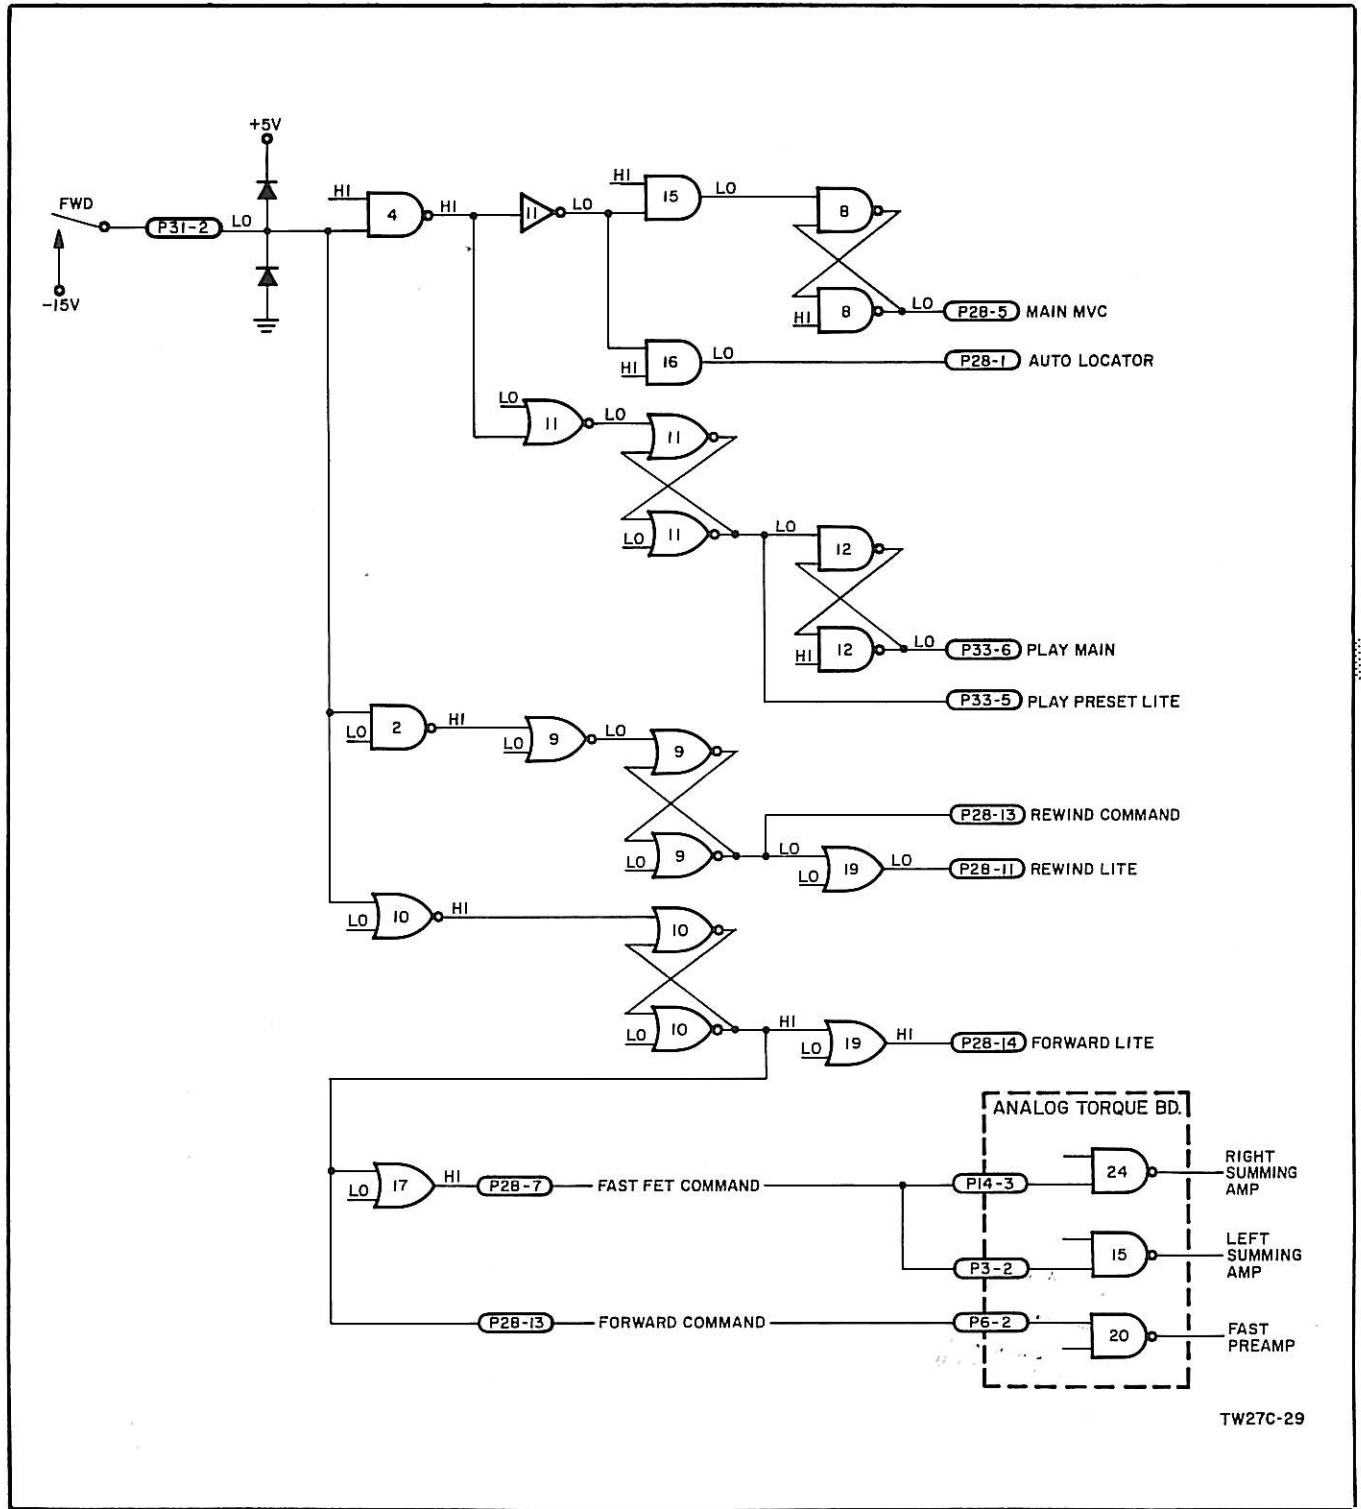 +5V
FWD
P31-2
LO
-15V
HI
4
HI
11
LO
HI
15
LO
8
8
HI
LO
P28-5 MAIN MVC
HI
16
LO
P28-1 AUTO LOCATOR
LO
11
LO
11
LO
11
LO
12
HI
12
LO
P33-6 PLAY MAIN
P33-5 PLAY PRESET LITE
LO
2
HI
LO
9
LO
9
LO
9
P28-13 REWIND COMMAND
LO
LO
19
LO
P28-11 REWIND LITE
LO
10
HI
10
LO
10
HI
LO
19
HI
P28-14 FORWARD LITE
ANALOG TORQUE BD.
LO
17
HI
P28-7 FAST FET COMMAND
P14-3
24
RIGHT
SUMMING
AMP
P3-2
15
LEFT
SUMMING
AMP
P28-13 FORWARD COMMAND
P6-2
20
FAST
PREAMP
TW27C-29